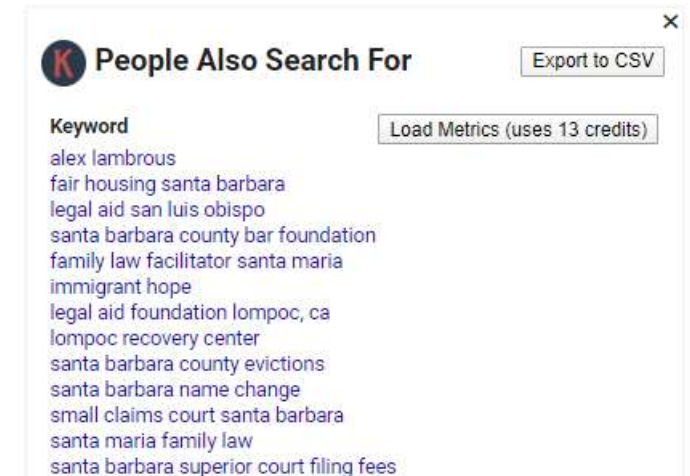 ×
K People Also Search For
Export to CSV
Keyword
Load Metrics (uses 13 credits)
alex lambrous
fair housing santa barbara
legal aid san luis obispo
santa barbara county bar foundation
family law facilitator santa maria
immigrant hope
legal aid foundation lompoc, ca
lompoc recovery center
santa barbara county evictions
santa barbara name change
small claims court santa barbara
santa maria family law
santa barbara superior court filing fees